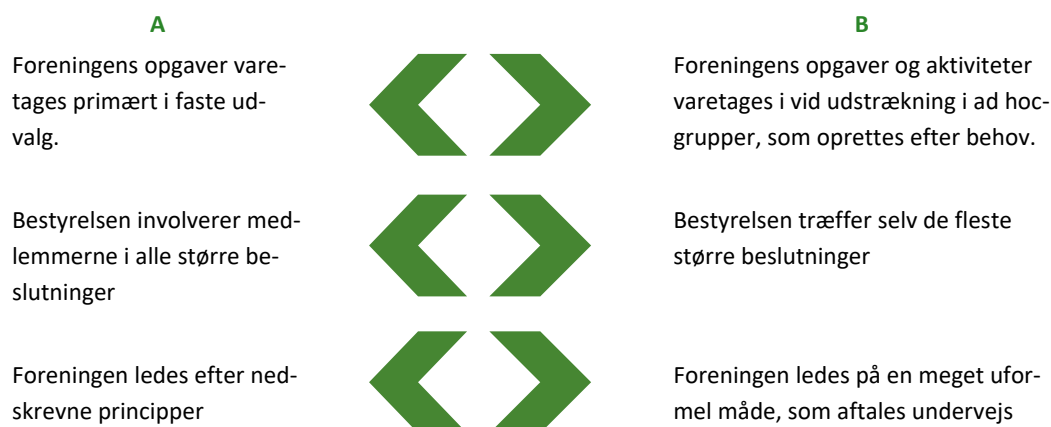 A
B
Foreningens opgaver vare-
tages primært i faste ud-
valg.
Foreningens opgaver og aktiviteter
varetages i vid udstrækning i ad hoc-
grupper, som oprettes efter behov.
Bestyrelsen involverer med-
lemmerne i alle større be-
slutninger
Bestyrelsen træffer selv de fleste
større beslutninger
Foreningen ledes efter ned-
skrevne principper
Foreningen ledes på en meget ufor-
mel måde, som aftales undervejs